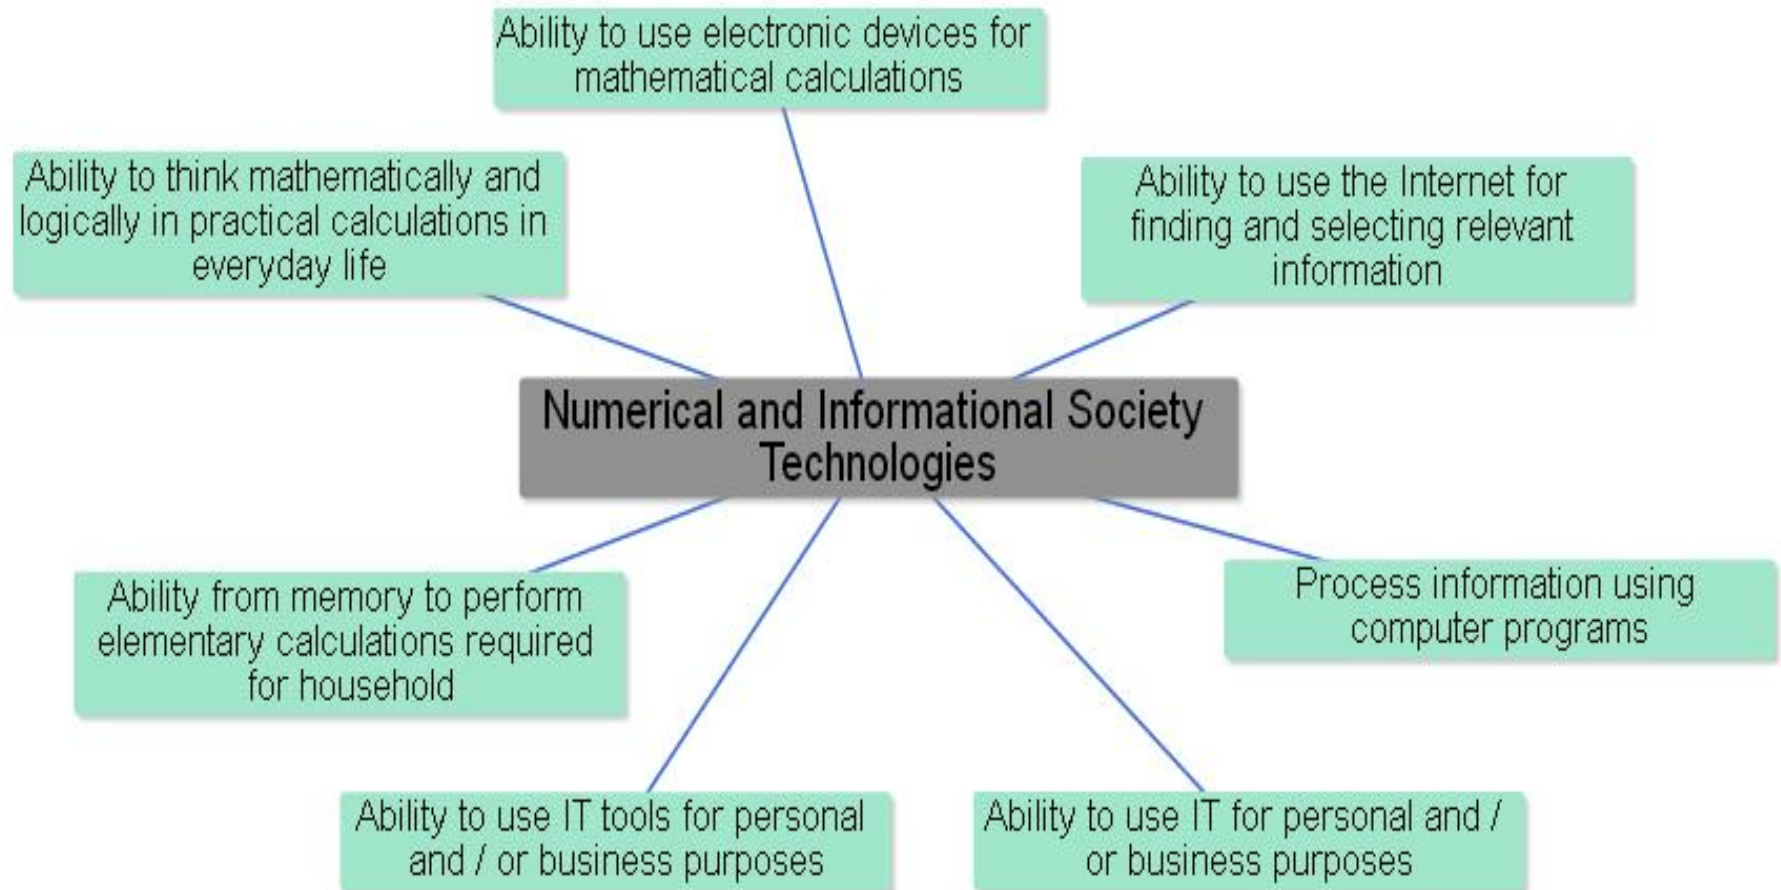 Ability to use electronic devices for
mathematical calculations
Ability to think mathematically and
logically in practical calculations in
everyday life
Ability to use the Internet for
finding and selecting relevant
information
Numerical and Informational Society
Technologies
Ability from memory to perform
elementary calculations required
for household
Process information using
computer programs
Ability to use IT tools for personal
and / or business purposes
Ability to use IT for personal and /
or business purposes